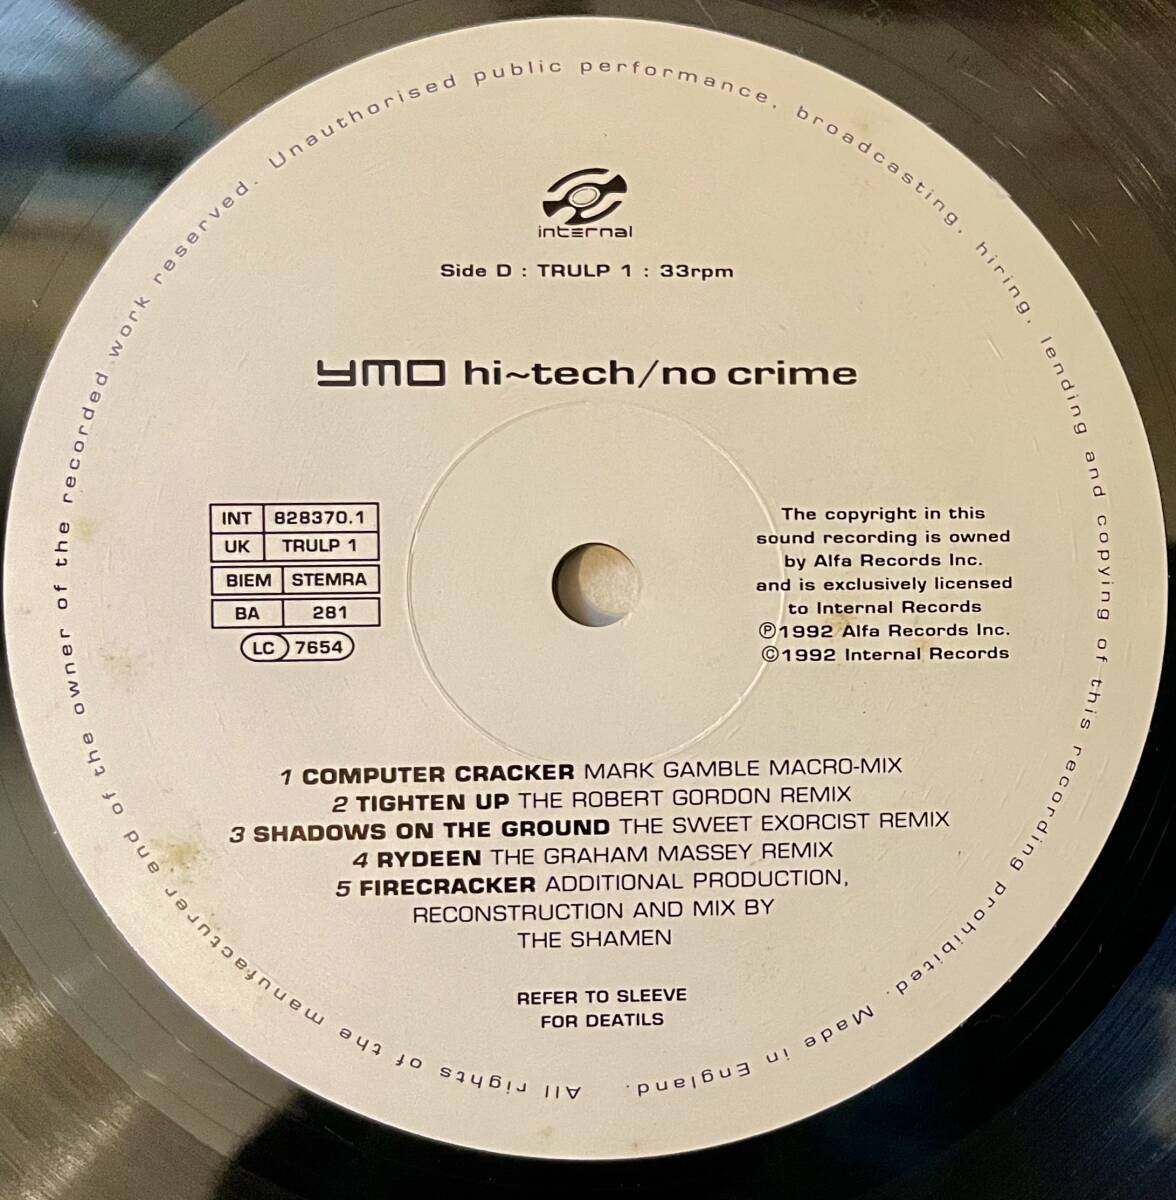 internal
Side D : TRULP 1 : 33rpm
YMO hi~tech/no crime
INT 828370.1
UK TRULP 1
BIEM STEMRA
BA 281
LC 7654
The copyright in this
sound recording is owned
by Alfa Records Inc.
and is exclusively licensed
to Internal Records
Ⓟ1992 Alfa Records Inc.
©1992 Internal Records
1 COMPUTER CRACKER MARK GAMBLE MACRO-MIX
2 TIGHTEN UP THE ROBERT GORDON REMIX
3 SHADOWS ON THE GROUND THE SWEET EXORCIST REMIX
4 RYDEEN THE GRAHAM MASSEY REMIX
5 FIRECRACKER ADDITIONAL PRODUCTION,
RECONSTRUCTION AND MIX BY
THE SHAMEN
REFER TO SLEEVE
FOR DEATILS
All rights of the manufacturer and of the owner of the recorded work reserved. Unauthorised public performance, broadcasting, hiring, lending and copying of this recording prohibited. Made in England.